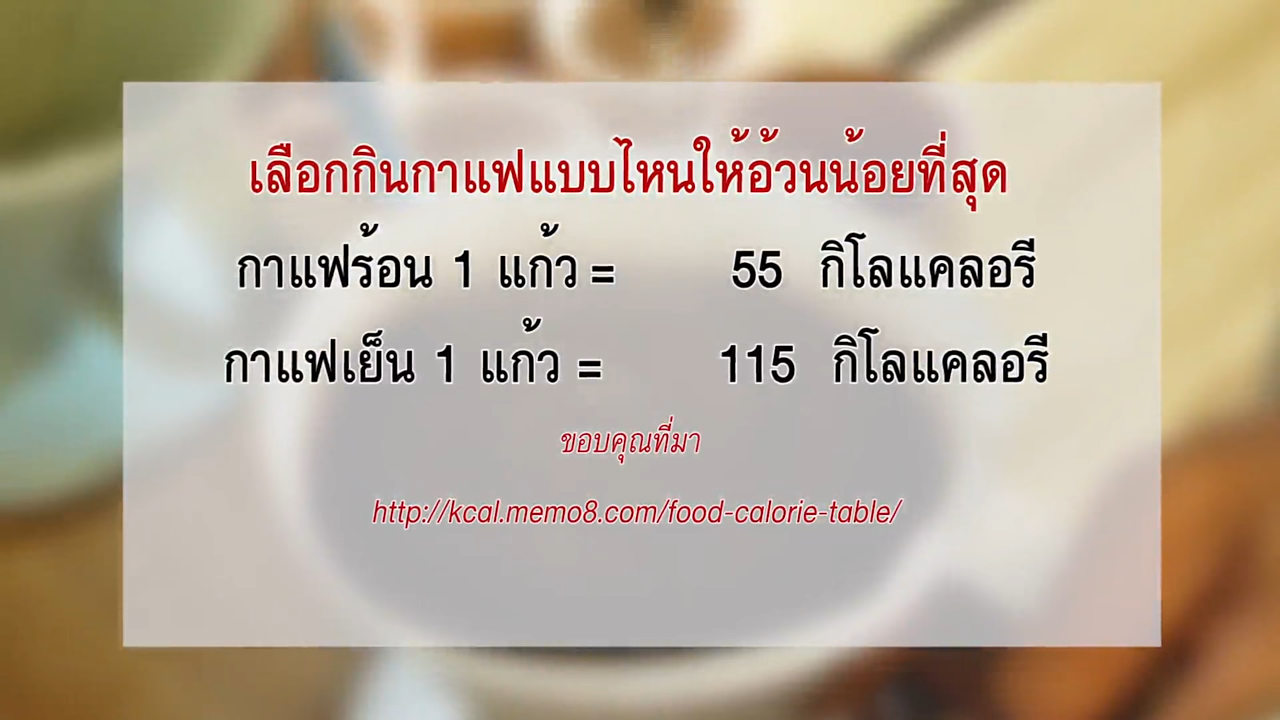 เลือกกินกาแฟแบบไหนให้อ้วนน้อยที่สุด
กาแฟร้อน 1 แก้ว = 55 กิโลแคลอรี
กาแฟเย็น 1 แก้ว = 115 กิโลแคลอรี
ขอบคุณที่มา
http://kcal.memo8.com/food-calorie-table/